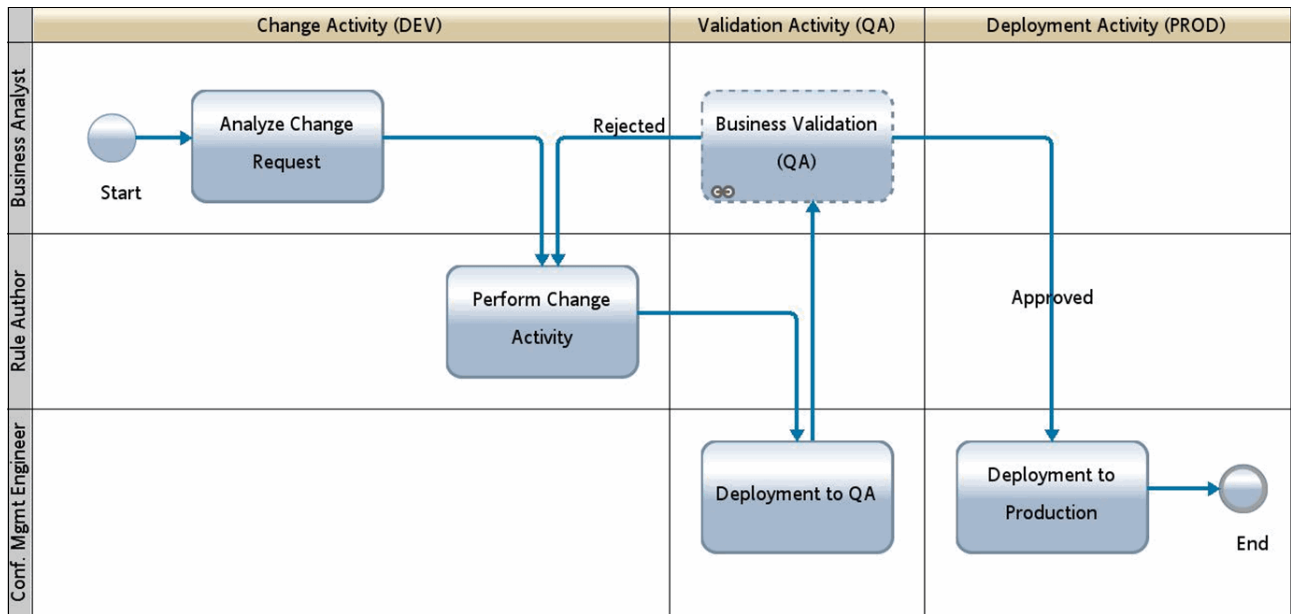 Change Activity (DEV)
Validation Activity (QA)
Deployment Activity (PROD)
Business Analyst
Start
Analyze Change
Request
Rejected
Business Validation
(QA)
Rule Author
Perform Change
Activity
Approved
Conf. Mgmt Engineer
Deployment to QA
Deployment to
Production
End